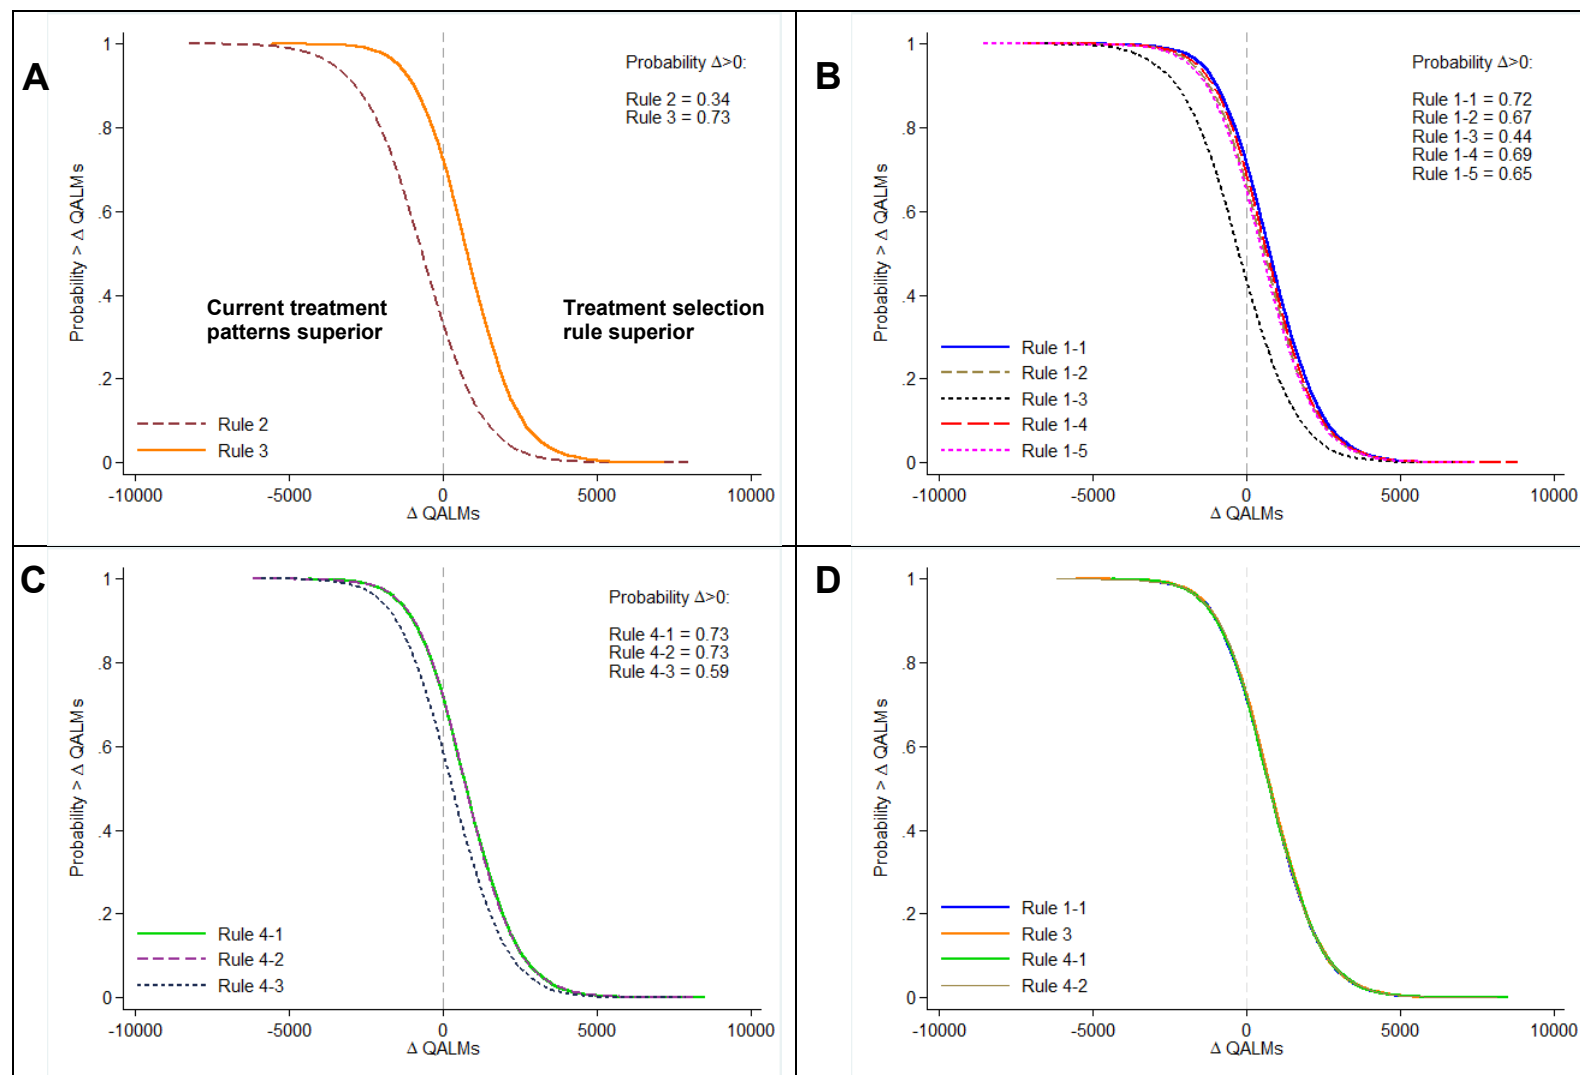 A
1
.8
.6
.4
.2
0
Probability > Δ QALMs
Probability Δ>0:
Rule 2 = 0.34
Rule 3 = 0.73
Current treatment
patterns superior
Treatment selection
rule superior
Rule 2
Rule 3
-10000 -5000 0 5000 10000
Δ QALMs
B
1
.8
.6
.4
.2
0
Probability > Δ QALMs
Probability Δ>0:
Rule 1-1 = 0.72
Rule 1-2 = 0.67
Rule 1-3 = 0.44
Rule 1-4 = 0.69
Rule 1-5 = 0.65
Rule 1-1
Rule 1-2
Rule 1-3
Rule 1-4
Rule 1-5
-10000 -5000 0 5000 10000
Δ QALMs
C
1
.8
.6
.4
.2
0
Probability > Δ QALMs
Probability Δ>0:
Rule 4-1 = 0.73
Rule 4-2 = 0.73
Rule 4-3 = 0.59
Rule 4-1
Rule 4-2
Rule 4-3
-10000 -5000 0 5000 10000
Δ QALMs
D
1
.8
.6
.4
.2
0
Probability > Δ QALMs
Rule 1-1
Rule 3
Rule 4-1
Rule 4-2
-10000 -5000 0 5000 10000
Δ QALMs